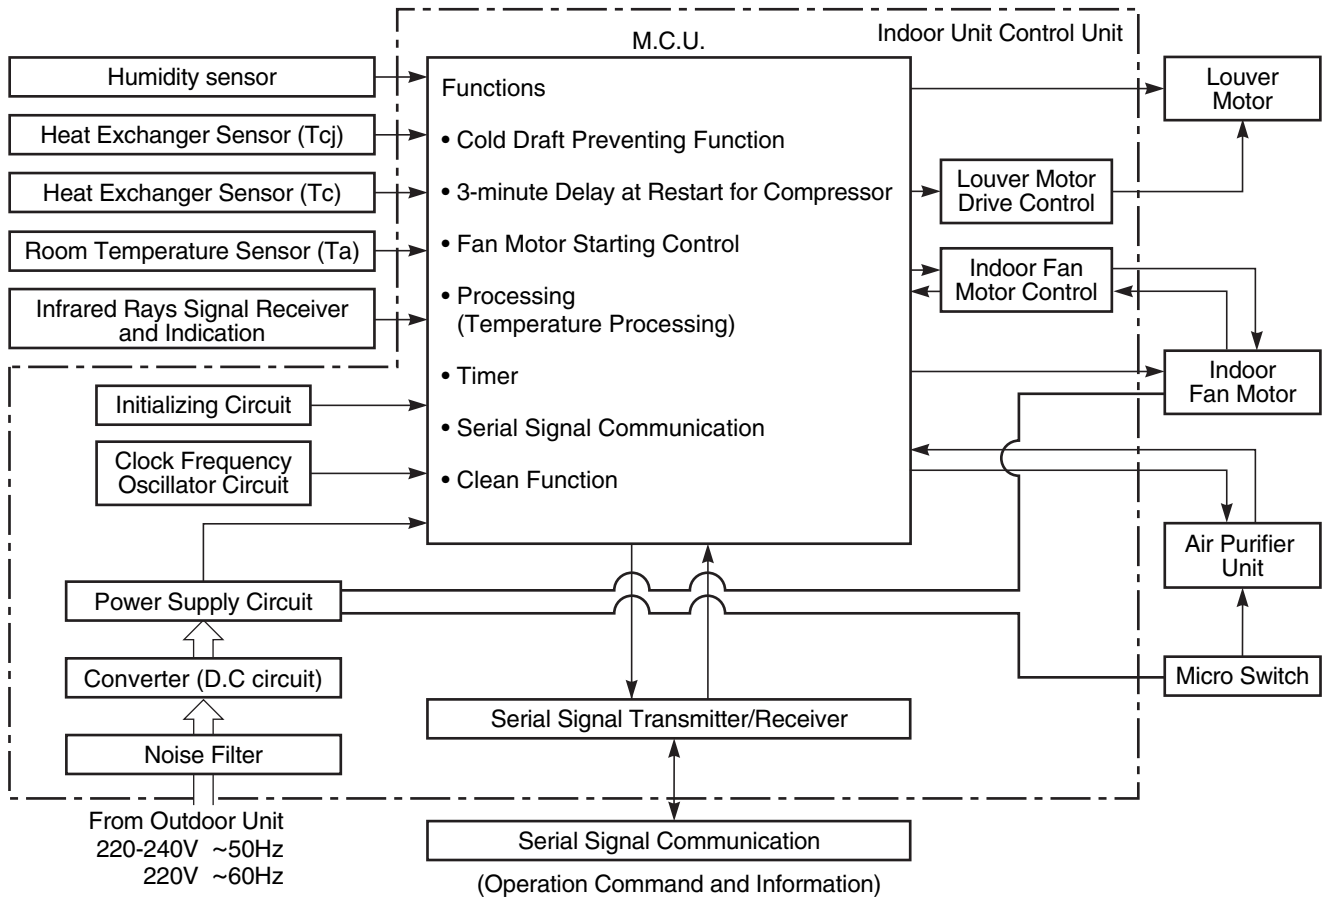 M.C.U.
Indoor Unit Control Unit
Humidity sensor
Heat Exchanger Sensor (Tcj)
Heat Exchanger Sensor (Tc)
Room Temperature Sensor (Ta)
Infrared Rays Signal Receiver
and Indication
Initializing Circuit
Clock Frequency
Oscillator Circuit
Power Supply Circuit
Converter (D.C circuit)
Noise Filter
From Outdoor Unit
220-240V ~50Hz
220V ~60Hz
Functions
• Cold Draft Preventing Function
• 3-minute Delay at Restart for Compressor
• Fan Motor Starting Control
• Processing
(Temperature Processing)
• Timer
• Serial Signal Communication
• Clean Function
Serial Signal Transmitter/Receiver
Serial Signal Communication
(Operation Command and Information)
Louver Motor
Drive Control
Indoor Fan
Motor Control
Louver
Motor
Indoor
Fan Motor
Air Purifier
Unit
Micro Switch